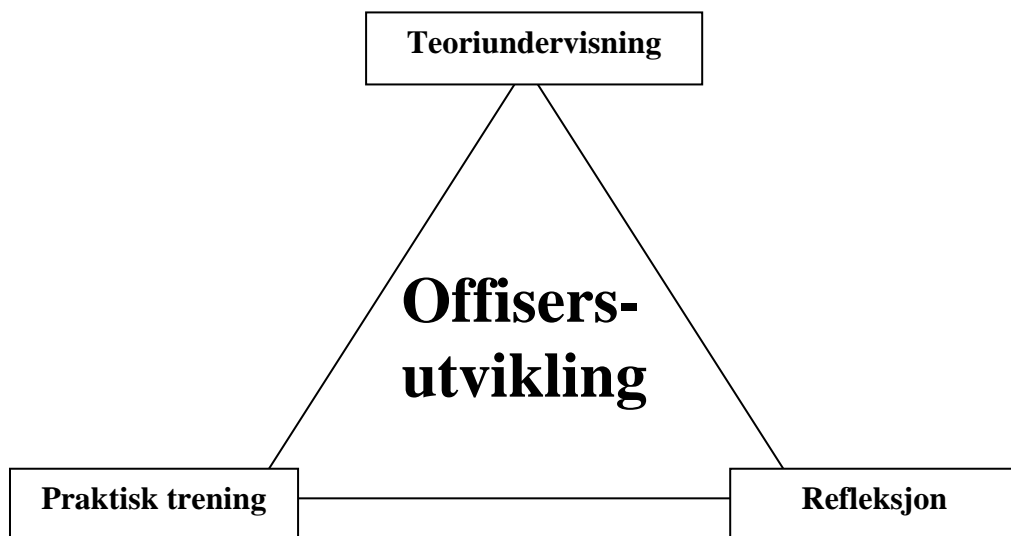 Teoriundervisning
Offisers-
utvikling
Praktisk trening
Refleksjon